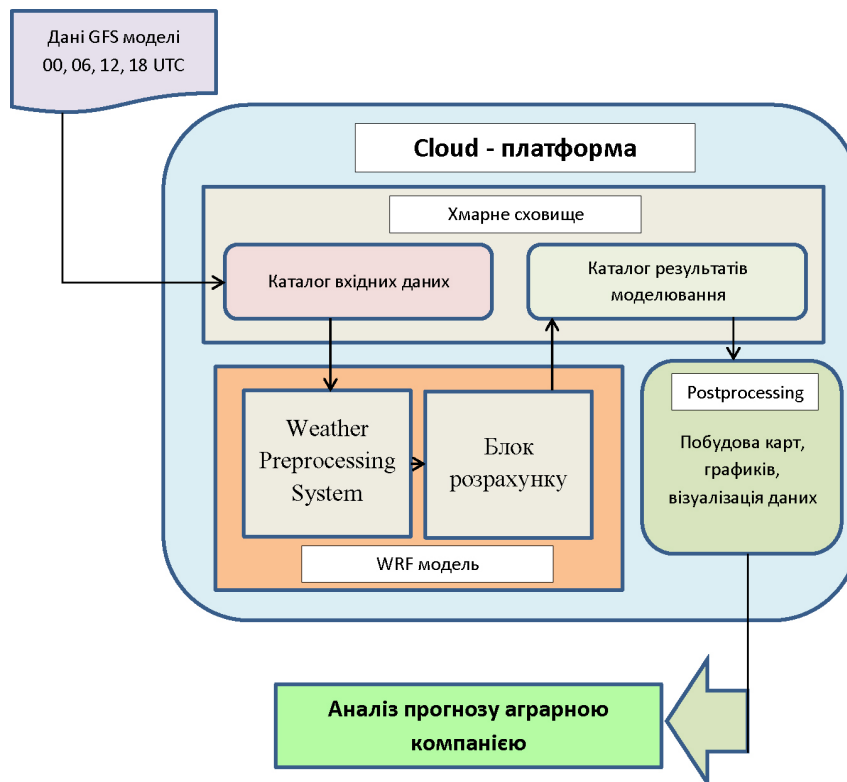 Дані GFS моделі
00, 06, 12, 18 UTC
Cloud - платформа
Хмарне сховище
Каталог вхідних даних
Каталог результатів
моделювання
Weather
Preprocessing
System
Блок
розрахунку
WRF модель
Postprocessing
Побудова карт,
графиків,
візуалізація даних
Аналіз прогнозу аграрною
компанією